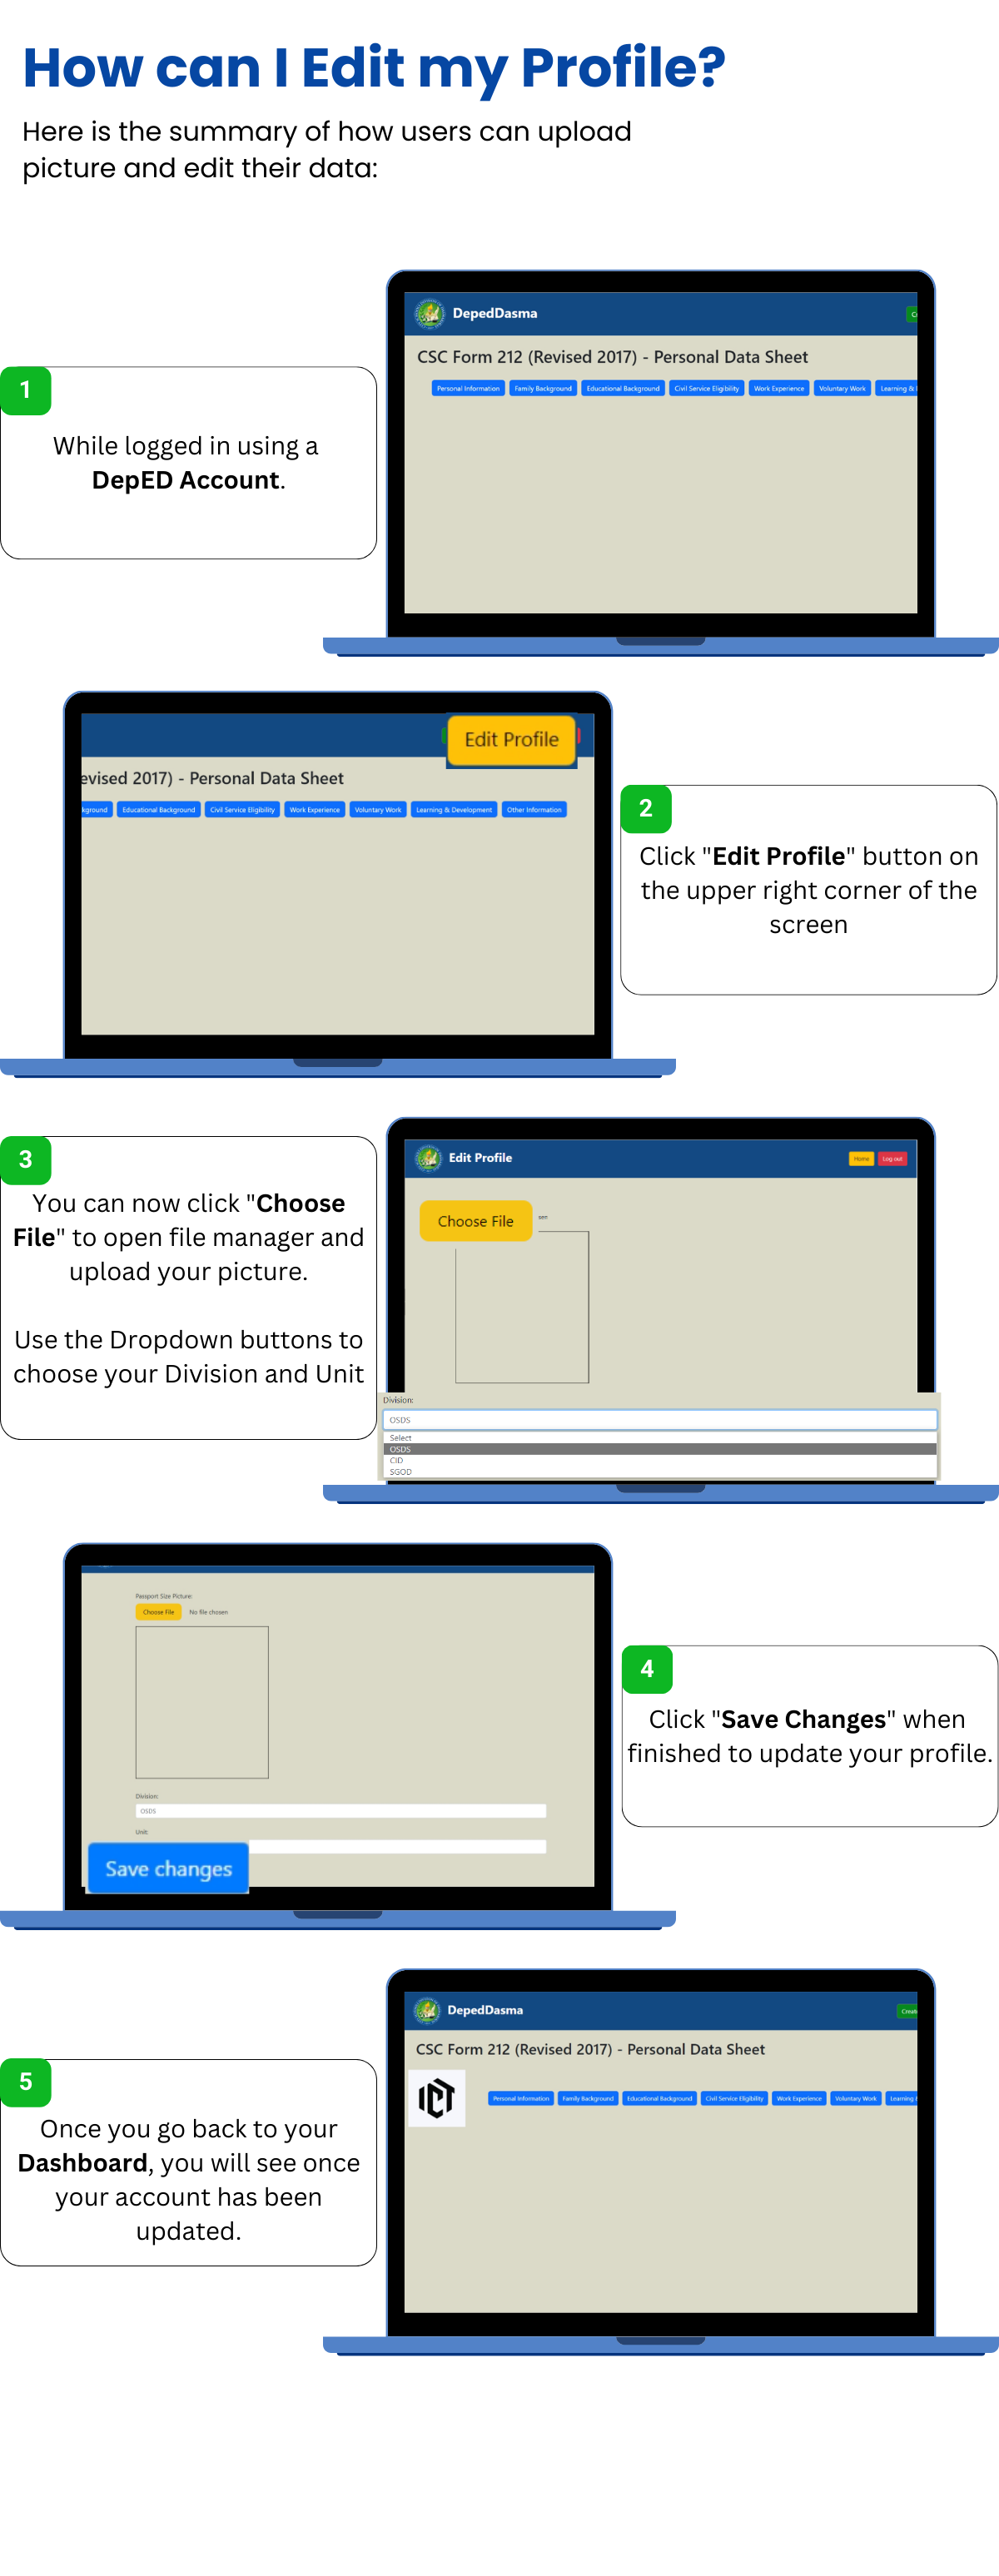 How can I Edit my Profile?
Here is the summary of how users can upload
picture and edit their data:
DepedDasma
CSC Form 212 (Revised 2017) - Personal Data Sheet
Personal Information Family Background Educational Background Civil Service Eligibility Work Experience Voluntary Work Learning &
1
While logged in using a
DepED Account.
Edit Profile
evised 2017) - Personal Data Sheet
kground Educational Background Civil Service Eligibility Work Experience Voluntary Work Learning & Development Other Information
2
Click "Edit Profile" button on
the upper right corner of the
screen
3
You can now click "Choose
File" to open file manager and
upload your picture.
Use the Dropdown buttons to
choose your Division and Unit
Edit Profile
Home Log out
Choose File
Division:
OSDS
Select
OSDS
CID
SGOD
Passport Size Picture:
Choose File No file chosen
Division:
OSDS
Unit:
Save changes
4
Click "Save Changes" when
finished to update your profile.
DepedDasma
Create
CSC Form 212 (Revised 2017) - Personal Data Sheet
ICT
Personal Information Family Background Educational Background Civil Service Eligibility Work Experience Voluntary Work Learning
5
Once you go back to your
Dashboard, you will see once
your account has been
updated.